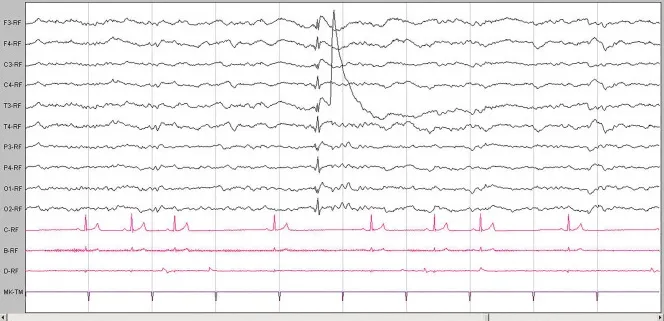 F3-RF
F4-RF
C3-RF
C4-RF
T3-RF
T4-RF
P3-RF
P4-RF
O1-RF
O2-RF
C-RF
B-RF
D-RF
MK-TM